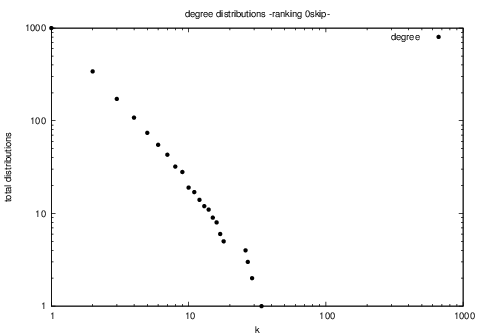 degree distributions -ranking 0skip-
1000
degree
100
total distributions
10
1
1 10 100 1000
k